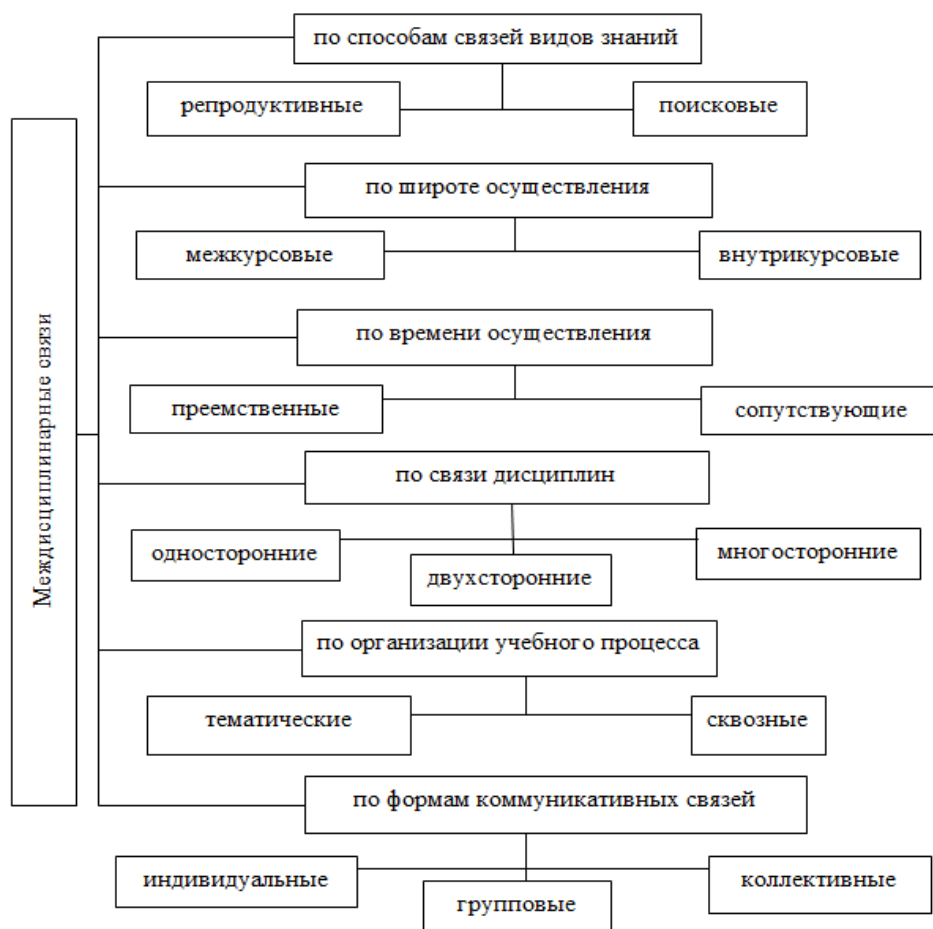 по способам связей видов знаний
репродуктивные
поисковые
по широте осуществления
межкурсовые
внутрикурсовые
Междисциплинарные связи
по времени осуществления
преемственные
сопутствующие
по связи дисциплин
односторонние
двухсторонние
многосторонние
по организации учебного процесса
тематические
сквозные
по формам коммуникативных связей
индивидуальные
групповые
коллективные